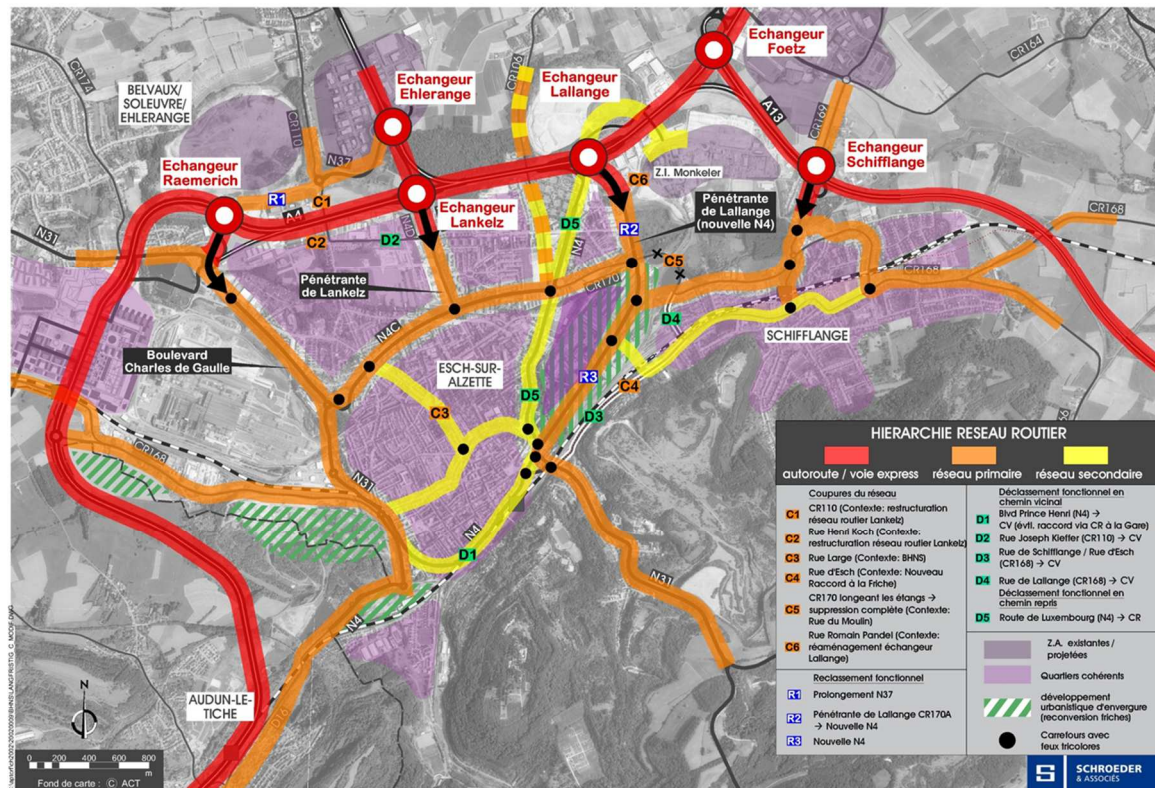 CR174
CR106
Echangeur
Foetz
CR164
Echangeur
Ehlerange
Echangeur
Lallange
BELVAUX/
SOLEUVRE/
EHLERANGE
CR110
N37
A13
CR169
Echangeur
Schifflange
Echangeur
Raemerich
R1
C1
A4
C2
D2
N4D
Echangeur
Lankelz
C6
Z.I. Monkeler
D5
N4
R2
Pénétrante
de Lallange
(nouvelle N4)
CR168
N31
C5
Pénétrante
de Lankelz
CR170
CR168
D4
N4C
SCHIFFLANGE
Boulevard
Charles de Gaulle
ESCH-SUR-
ALZETTE
R3
C4
D5
D3
C3
CR168
N31
N4
D1
N31
N4
AUDUN-LE-
TICHE
D16
N
0 200 400 600 800
m
Fond de carte : © ACT
HIERARCHIE RESEAU ROUTIER
autoroute / voie express
réseau primaire
réseau secondaire
Coupures du réseau
C1 CR110 (Contexte: restructuration
réseau routier Lankelz)
C2 Rue Henri Koch (Contexte:
restructuration réseau routier Lankelz)
C3 Rue Large (Contexte: BHNS)
C4 Rue d'Esch (Contexte: Nouveau
Raccord à la Friche)
C5 CR170 longeant les étangs →
suppression complète (Contexte:
Rue du Moulin)
C6 Rue Romain Pandel (Contexte:
réaménagement échangeur
Lallange)
Reclassement fonctionnel
R1 Prolongement N37
R2 Pénétrante de Lallange CR170A
→ Nouvelle N4
R3 Nouvelle N4
Déclassement fonctionnel en
chemin vicinal
D1 Blvd Prince Henri (N4) →
CV (évtl. raccord via CR à la Gare)
D2 Rue Joseph Kieffer (CR110) → CV
D3 Rue de Schifflange / Rue d'Esch
(CR168) → CV
D4 Rue de Lallange (CR168) → CV
Déclassement fonctionnel en
chemin repris
D5 Route de Luxembourg (N4) → CR
Z.A. existantes /
projetées
Quartiers cohérents
développement
urbanistique d'envergure
(reconversion friches)
Carrefours avec
feux tricolores
S SCHROEDER
& ASSOCIÉS